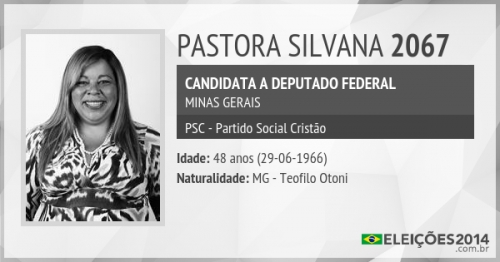 PASTORA SILVANA 2067
CANDIDATA A DEPUTADO FEDERAL
MINAS GERAIS
PSC - Partido Social Cristão
Idade: 48 anos (29-06-1966)
Naturalidade: MG - Teofilo Otoni
ELEIÇÕES2014
.com.br